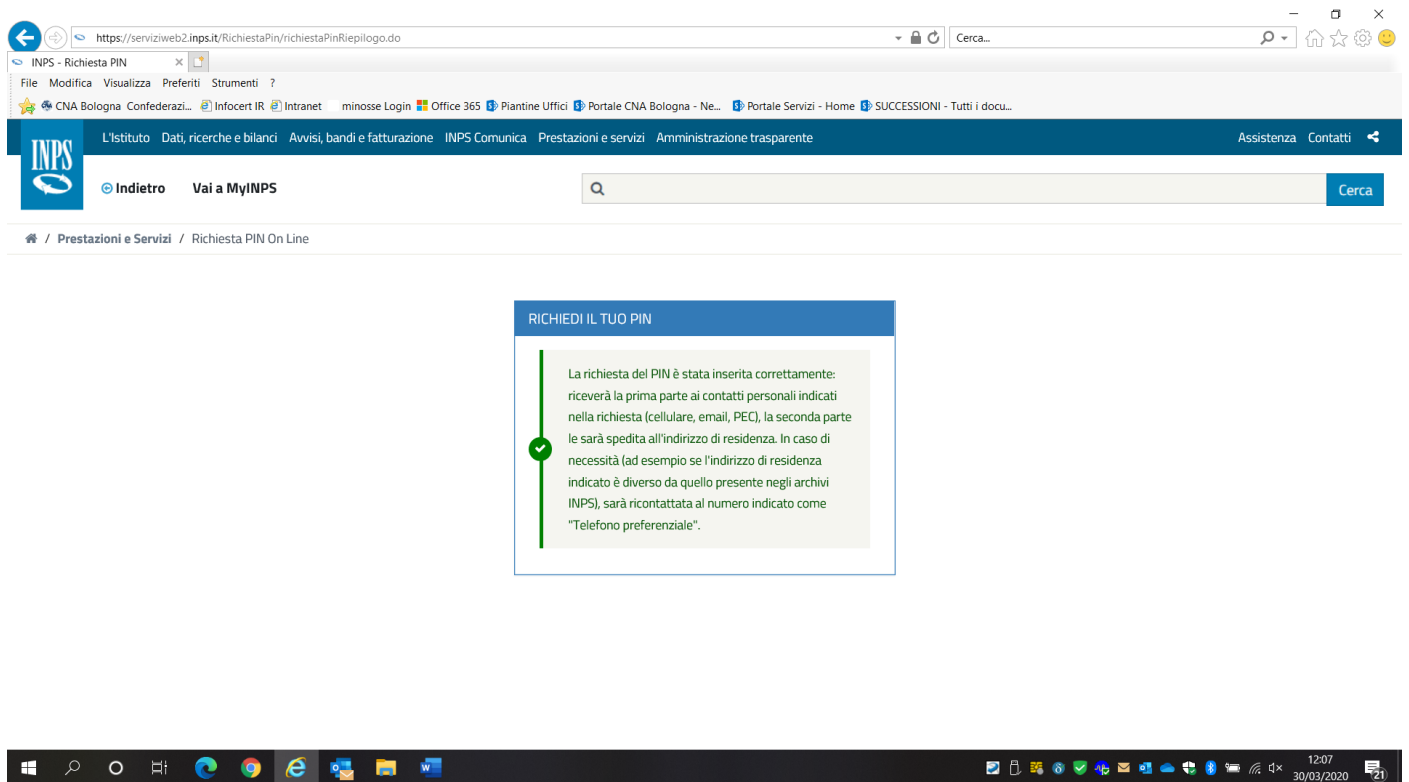 https://serviziweb2.inps.it/RichiestaPin/richiestaPinRiepilogo.do
Cerca...
INPS - Richiesta PIN
File Modifica Visualizza Preferiti Strumenti ?
CNA Bologna Confederazi... Infocert IR Intranet minosse Login Office 365 Piantine Uffici Portale CNA Bologna - Ne... Portale Servizi - Home SUCCESSIONI - Tutti i docu...
INPS
L'Istituto Dati, ricerche e bilanci Avvisi, bandi e fatturazione INPS Comunica Prestazioni e servizi Amministrazione trasparente
Assistenza Contatti
Indietro Vai a MyINPS
Cerca
/ Prestazioni e Servizi / Richiesta PIN On Line
RICHIEDI IL TUO PIN
La richiesta del PIN è stata inserita correttamente:
riceverà la prima parte ai contatti personali indicati
nella richiesta (cellulare, email, PEC), la seconda parte
le sarà spedita all'indirizzo di residenza. In caso di
necessità (ad esempio se l'indirizzo di residenza
indicato è diverso da quello presente negli archivi
INPS), sarà ricontattata al numero indicato come
"Telefono preferenziale".
12:07
30/03/2020
21